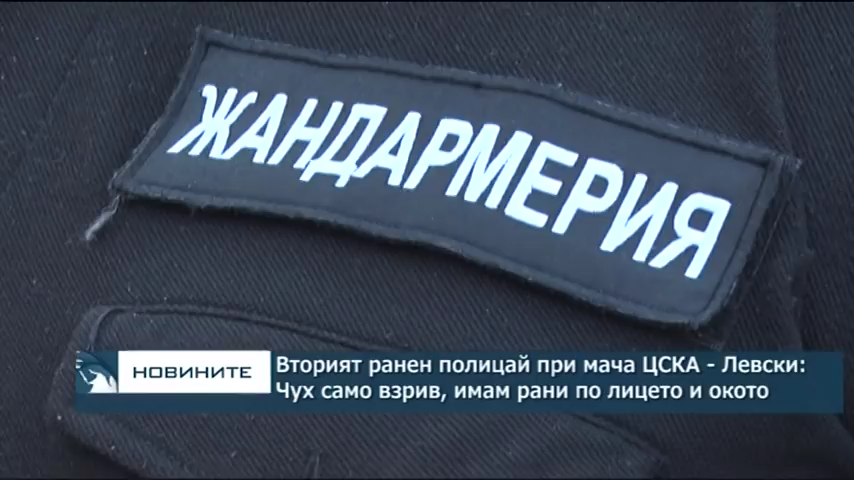 ЖАНДАРМЕРИЯ
НОВИНИТЕ
Вторият ранен полицай при мача ЦСКА - Левски:
Чух само взрив, имам рани по лицето и окото